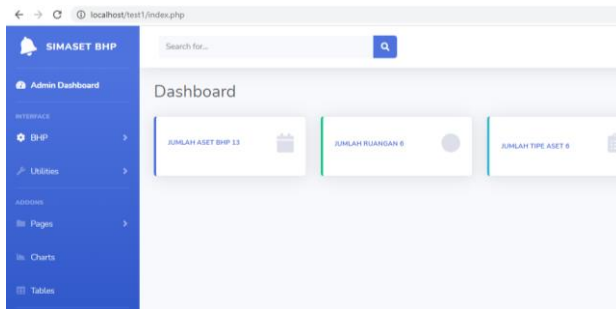 localhost/test1/index.php
SIMASET BHP
Search for...
Admin Dashboard
Dashboard
INTERFACE
BHP
JUMLAH ASET BHP 13
JUMLAH RUANGAN 6
JUMLAH TIPE ASET 6
Utilities
ADDONS
Pages
Charts
Tables